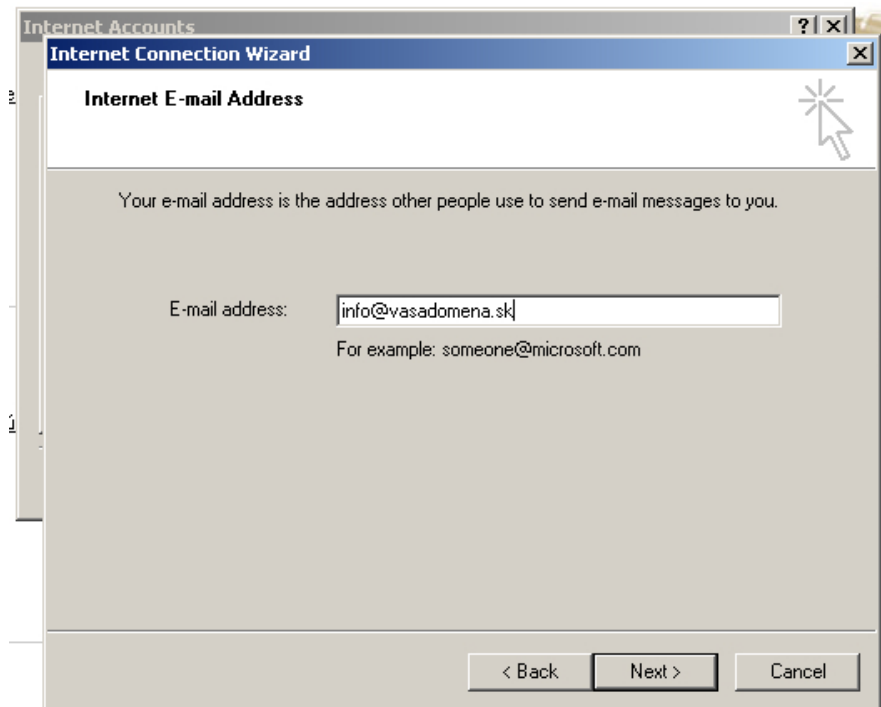 Internet Accounts
Internet Connection Wizard
Internet E-mail Address
Your e-mail address is the address other people use to send e-mail messages to you.
E-mail address:
info@vasadomena.sk
For example: someone@microsoft.com
< Back
Next >
Cancel